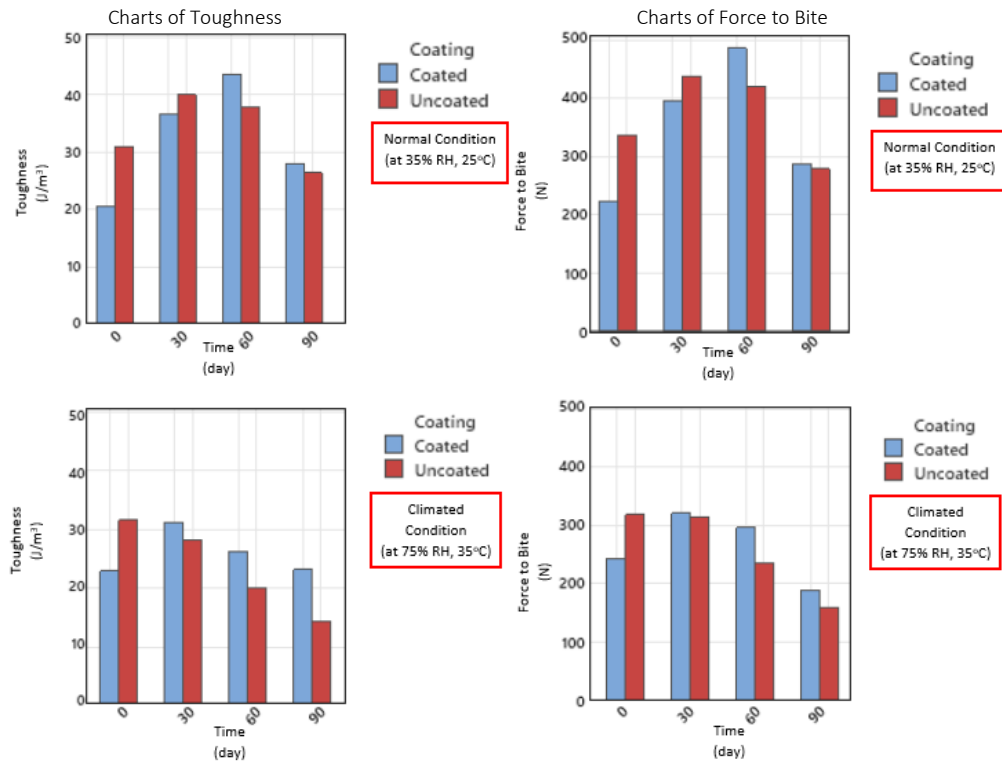 Charts of Toughness
50
40
30
20
10
0
Toughness
(J/m³)
0
30
60
90
Time
(day)
Coating
Coated
Uncoated
Normal Condition
(at 35% RH, 25°C)
Charts of Force to Bite
500
400
300
200
100
0
Force to Bite
(N)
0
30
60
90
Time
(day)
Coating
Coated
Uncoated
Normal Condition
(at 35% RH, 25°C)
50
40
30
20
10
0
Toughness
(J/m³)
0
30
60
90
Time
(day)
Coating
Coated
Uncoated
Climated
Condition
(at 75% RH, 35°C)
500
400
300
200
100
0
Force to Bite
(N)
0
30
60
90
Time
(day)
Coating
Coated
Uncoated
Climated
Condition
(at 75% RH, 35°C)